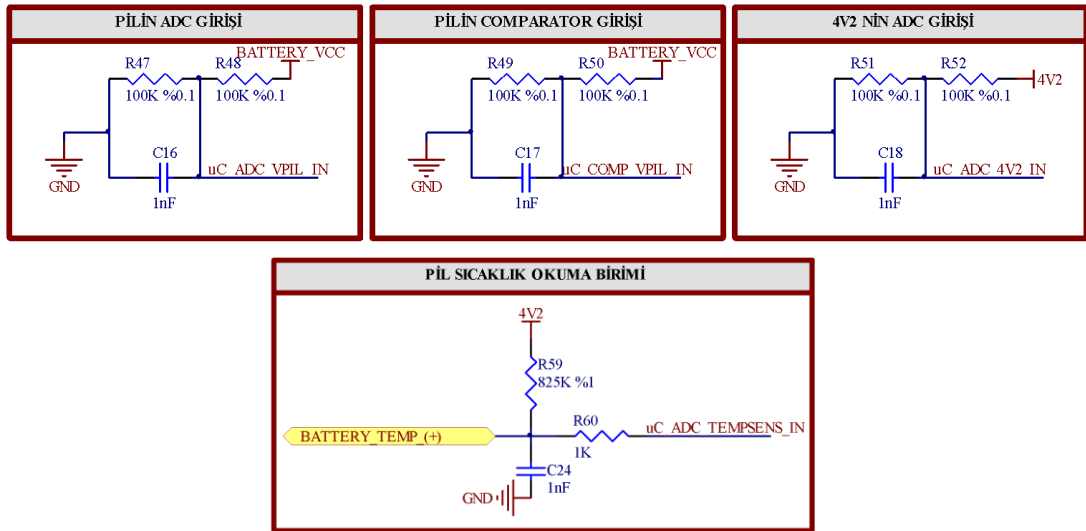 PİLİN ADC GİRİŞİ
BATTERY_VCC
R47
R48
100K %0.1
100K %0.1
C16
uC_ADC_VPIL_IN
GND
1nF
PİLİN COMPARATOR GİRİŞİ
BATTERY_VCC
R49
R50
100K %0.1
100K %0.1
C17
uC_COMP_VPIL_IN
GND
1nF
4V2 NİN ADC GİRİŞİ
R51
R52
4V2
100K %0.1
100K %0.1
C18
uC_ADC_4V2_IN
GND
1nF
PİL SICAKLIK OKUMA BİRİMİ
4V2
R59
825K %1
R60
BATTERY_TEMP_(+)
uC_ADC_TEMPSENS_IN
1K
C24
1nF
GND